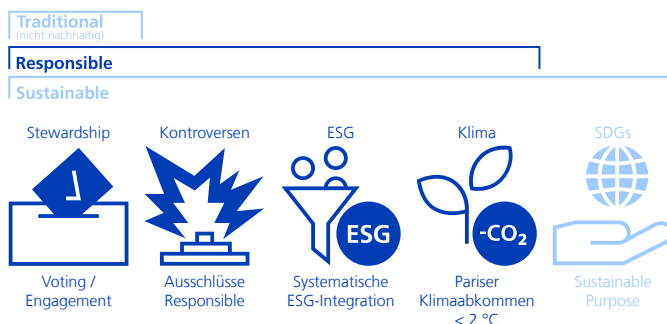 Traditional
(nicht nachhaltig)
Responsible
Sustainable
Stewardship
Kontroversen
ESG
Klima
SDGs
ESG
-CO₂
Voting /
Engagement
Ausschlüsse
Responsible
Systematische
ESG-Integration
Pariser
Klimaabkommen
< 2 °C
Sustainable
Purpose